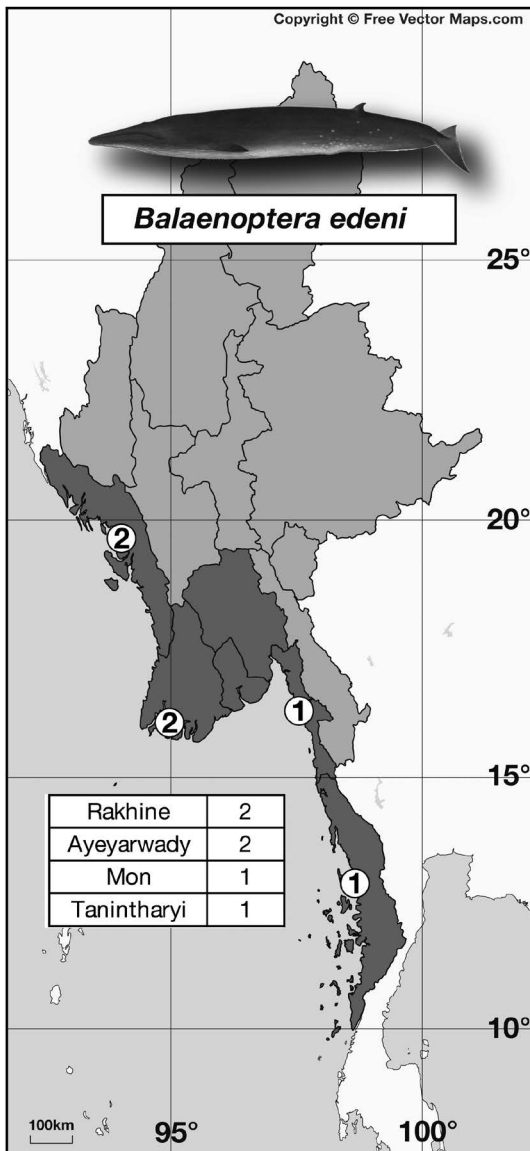 Copyright © Free Vector Maps.com
Balaenoptera edeni
25°
20°
2
2
1
15°
Rakhine 2
Ayeyarwady 2
Mon 1
Tanintharyi 1
1
10°
100km
95°
100°